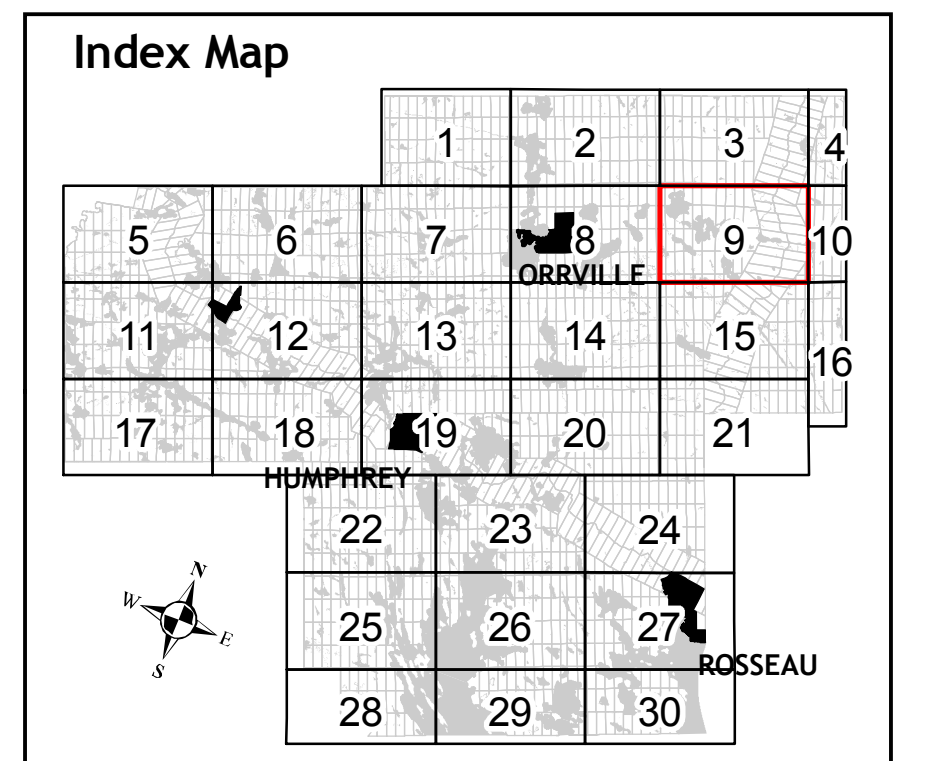 Index Map
1 2 3 4
5 6 7 8 9 10
ORRVILLE
11 12 13 14 15 16
17 18 19 20 21
HUMPHREY
22 23 24
N
W E
S
25 26 27
ROSSEAU
28 29 30